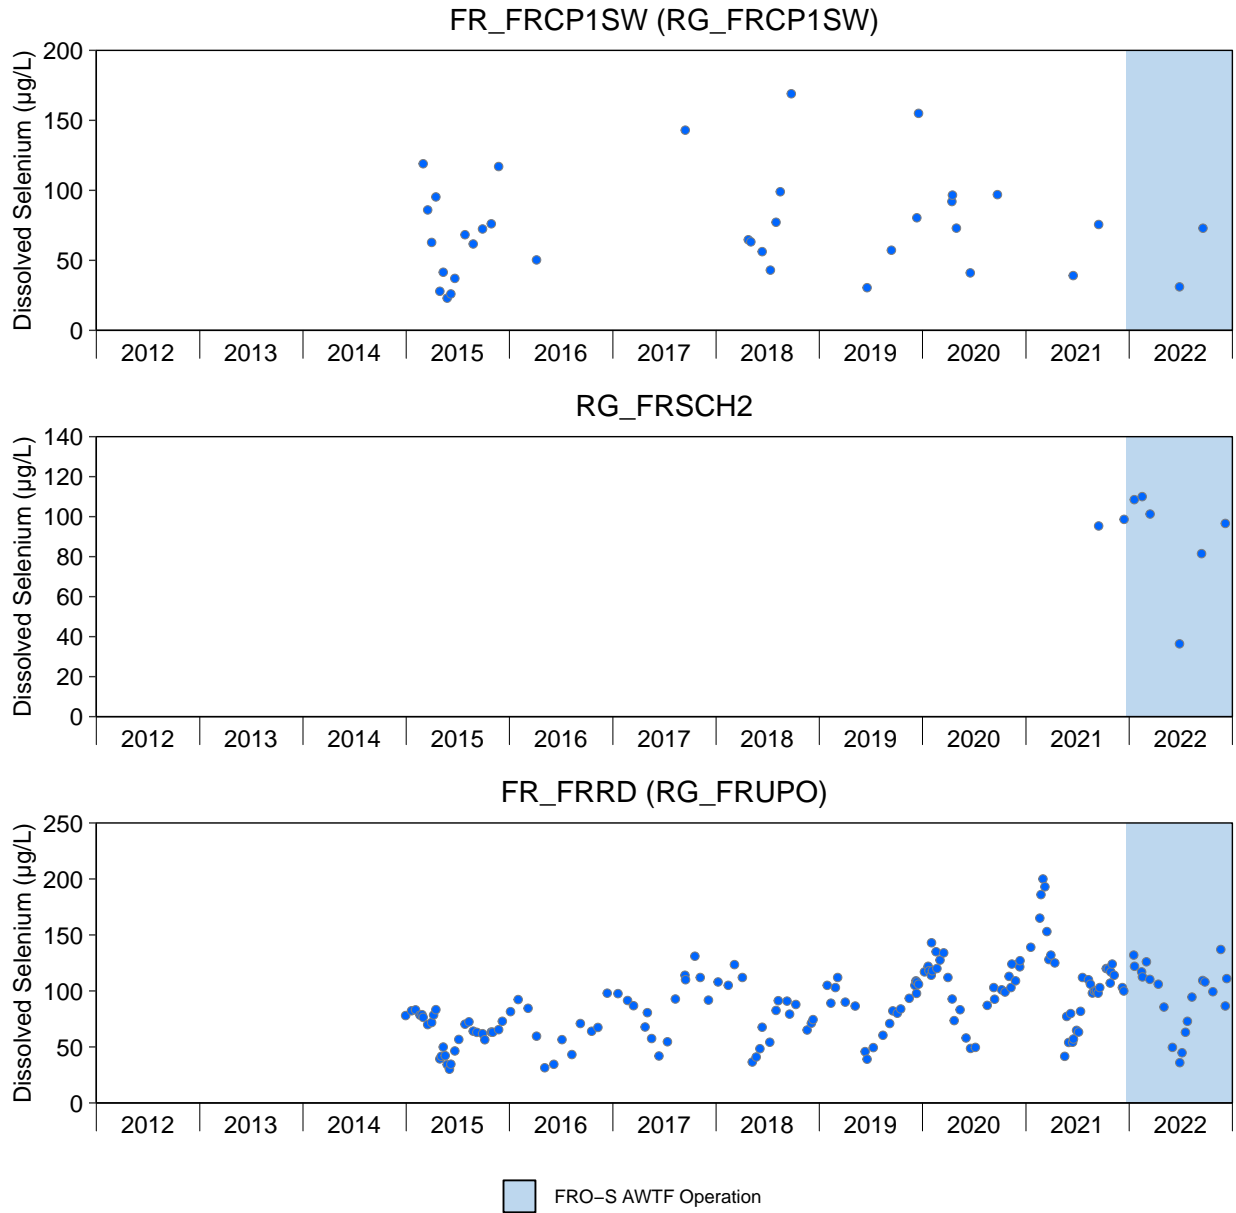 FR_FRCP1SW (RG_FRCP1SW)
Dissolved Selenium (µg/L)
200
150
100
50
0
2012 2013 2014 2015 2016 2017 2018 2019 2020 2021 2022
RG_FRSCH2
Dissolved Selenium (µg/L)
140
120
100
80
60
40
20
0
2012 2013 2014 2015 2016 2017 2018 2019 2020 2021 2022
FR_FRRD (RG_FRUPO)
Dissolved Selenium (µg/L)
250
200
150
100
50
0
2012 2013 2014 2015 2016 2017 2018 2019 2020 2021 2022
FRO−S AWTF Operation